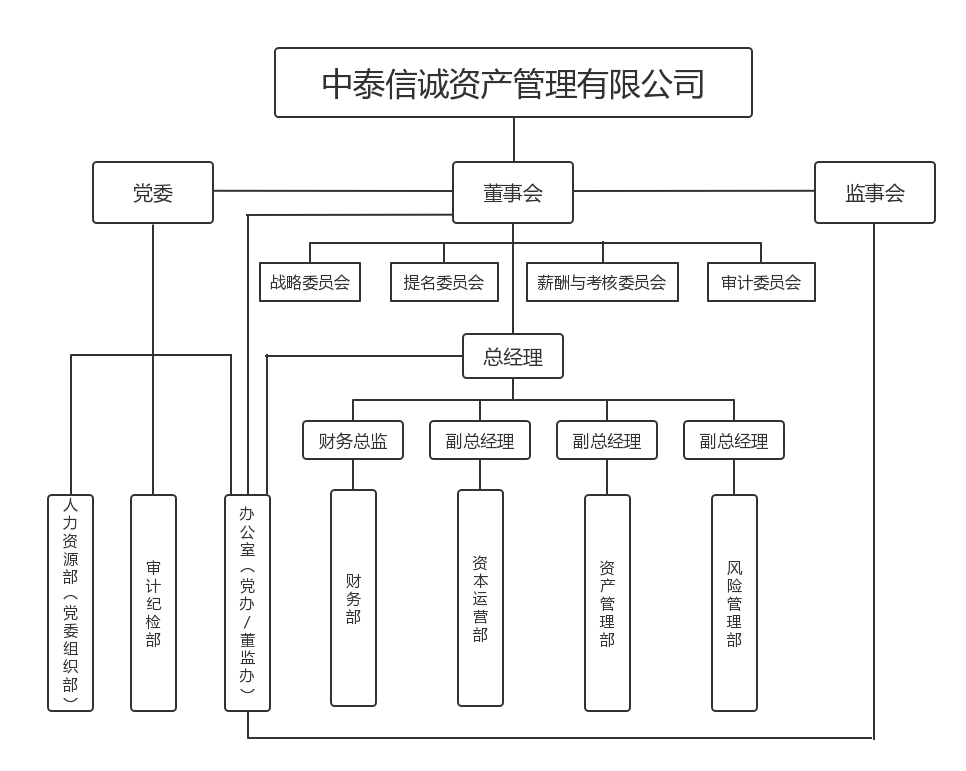 中泰信诚资产管理有限公司
党委
董事会
监事会
战略委员会
提名委员会
薪酬与考核委员会
审计委员会
总经理
财务总监
副总经理
副总经理
副总经理
人力资源部（党委组织部）
审计纪检部
办公室（党办/董监办）
财务部
资本运营部
资产管理部
风险管理部